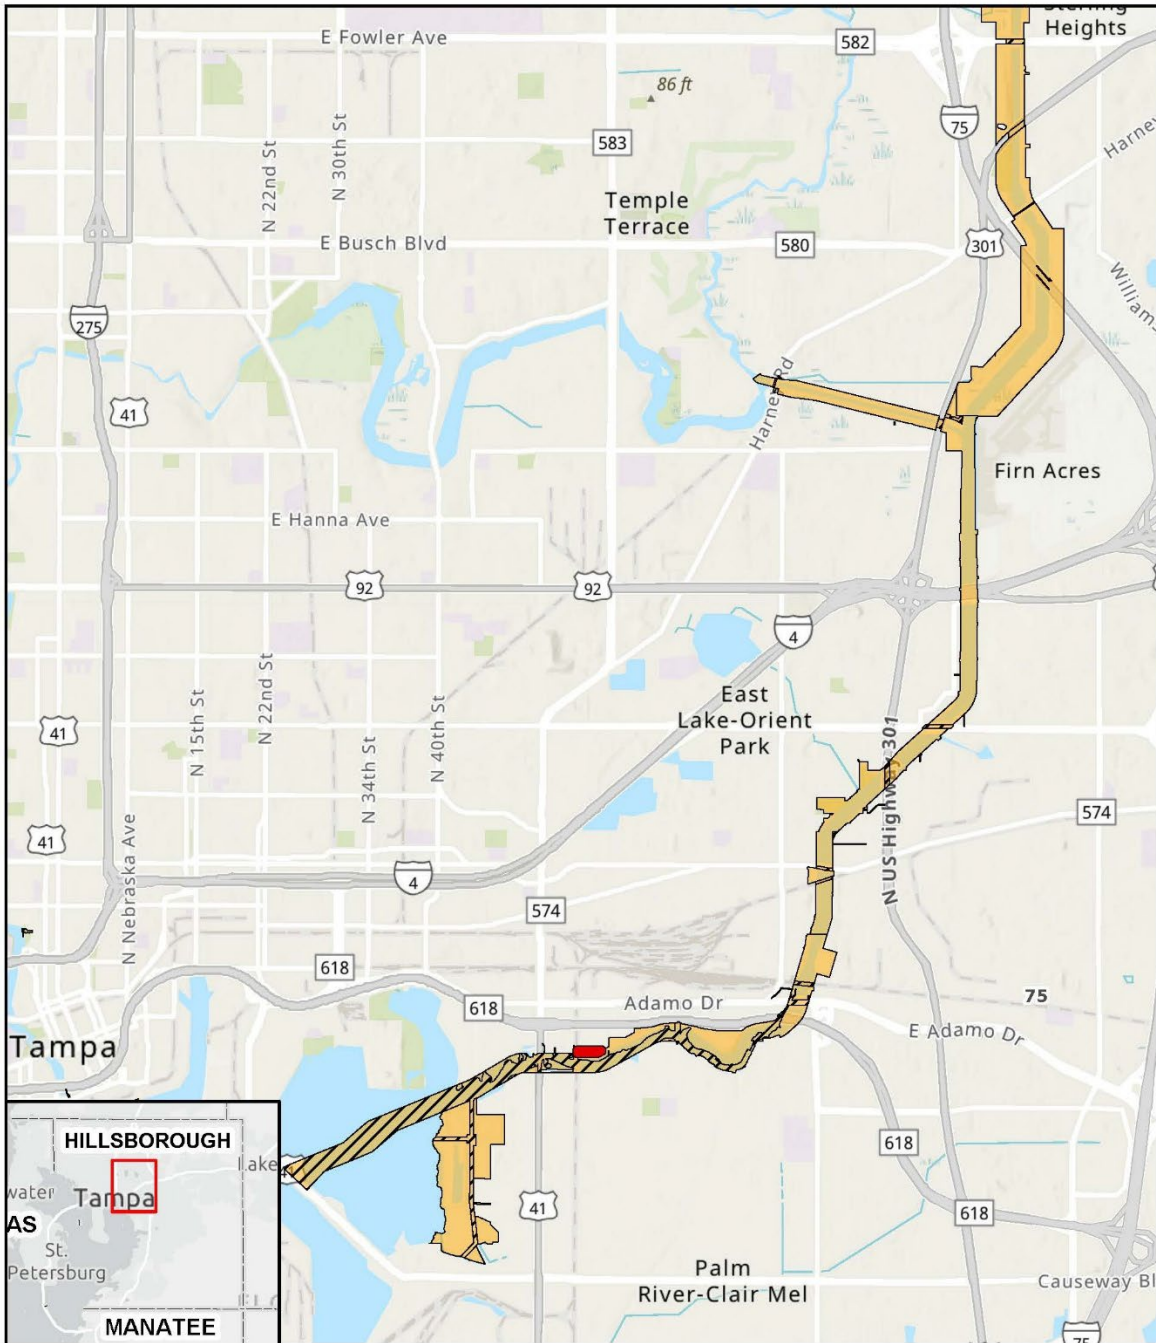 Sterling
Heights
E Fowler Ave
582
86 ft
75
Harney
583
N 22nd St
N 30th St
Temple
Terrace
E Busch Blvd
580
301
Williams
275
41
Harney Rd
Firn Acres
E Hanna Ave
92
92
4
East
Lake-Orient
Park
N 15th St
N 22nd St
N 34th St
N 40th St
41
N US Highway 301
574
41
N Nebraska Ave
4
574
618
618
Adamo Dr
75
E Adamo Dr
Tampa
618
HILLSBOROUGH
Lake
water
Tampa
AS
St.
Petersburg
MANATEE
41
618
Palm
River-Clair Mel
Causeway Bl
75